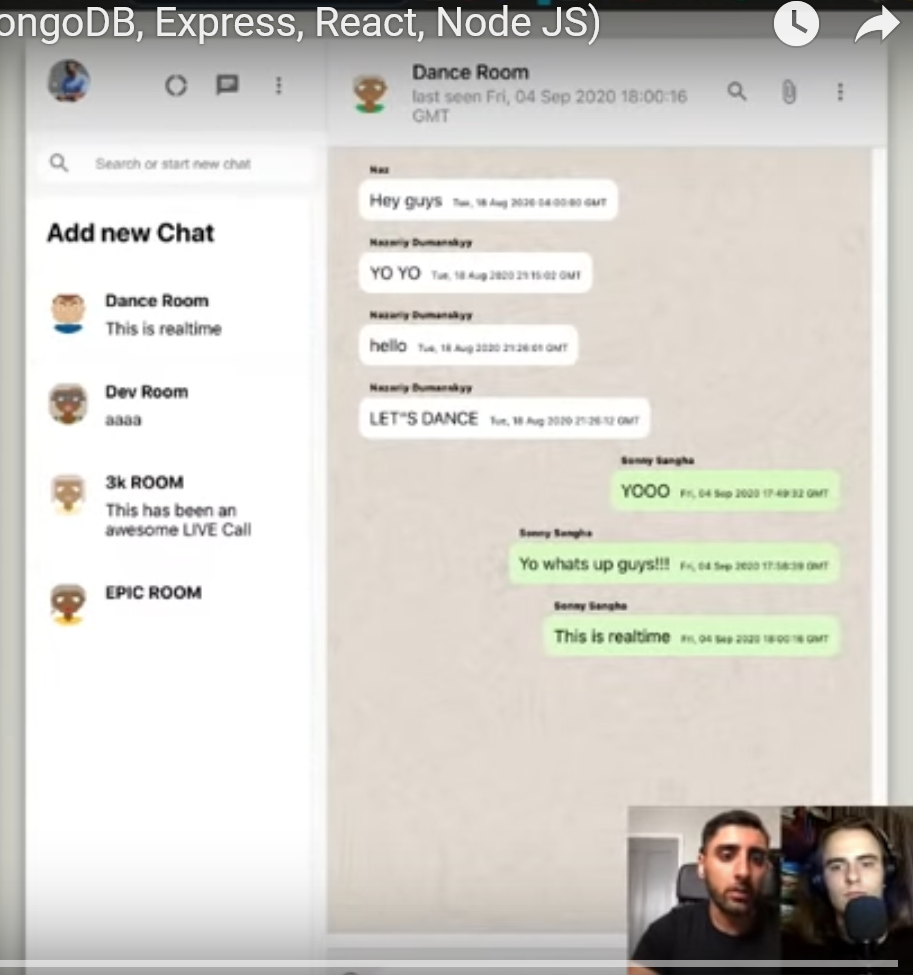 ongoDB, Express, React, Node JS)
Dance Room
last seen Fri, 04 Sep 2020 18:00:16
GMT
Search or start new chat
Add new Chat
Dance Room
This is realtime
Dev Room
aaaa
3k ROOM
This has been an
awesome LIVE Call
EPIC ROOM
Naz
Hey guys Tue, 18 Aug 2020 GMT
Nazariy Dumanskyy
YO YO Tue, 18 Aug 2020 21:15:02 GMT
Nazariy Dumanskyy
hello Tue, 18 Aug 2020 21:26:01 GMT
Nazariy Dumanskyy
LET"S DANCE Tue, 18 Aug 2020 21:26:12 GMT
Sonny Sangha
YOOO Fri, 04 Sep 2020 17:49:32 GMT
Sonny Sangha
Yo whats up guys!!! Fri, 04 Sep 2020 17:58:39 GMT
Sonny Sangha
This is realtime Fri, 04 Sep 2020 18:00:16 GMT